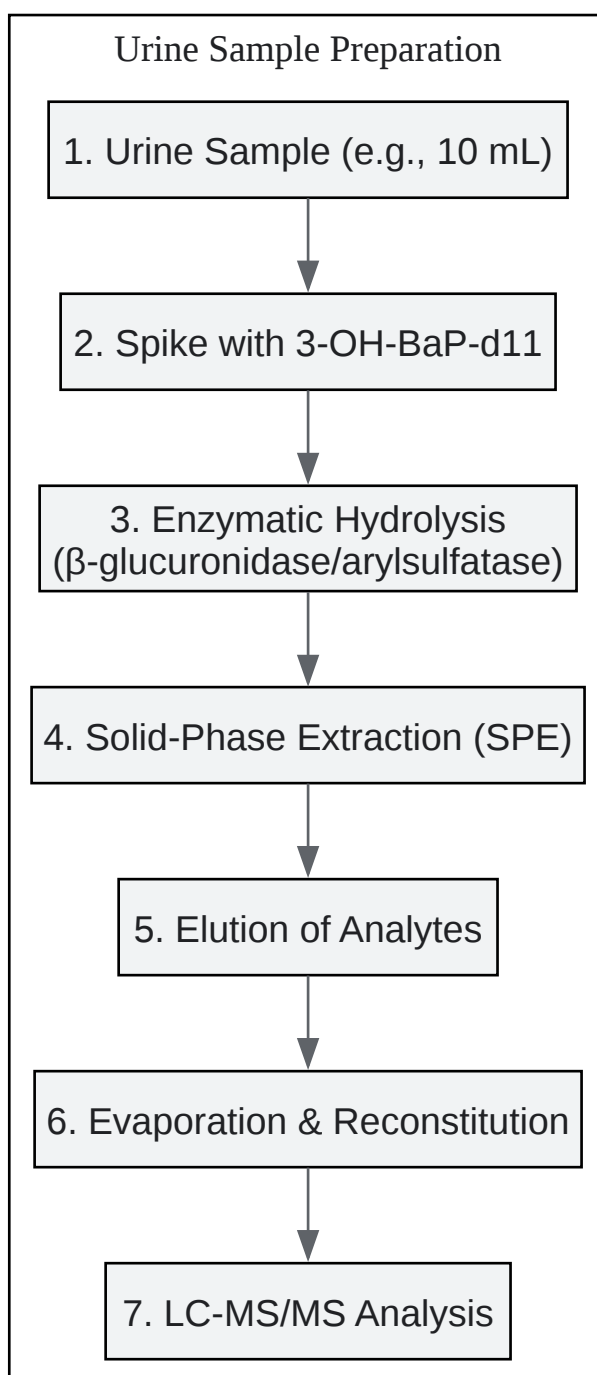 Urine Sample Preparation
1. Urine Sample (e.g., 10 mL)
2. Spike with 3-OH-BaP-d11
3. Enzymatic Hydrolysis
(β-glucuronidase/arylsulfatase)
4. Solid-Phase Extraction (SPE)
5. Elution of Analytes
6. Evaporation & Reconstitution
7. LC-MS/MS Analysis